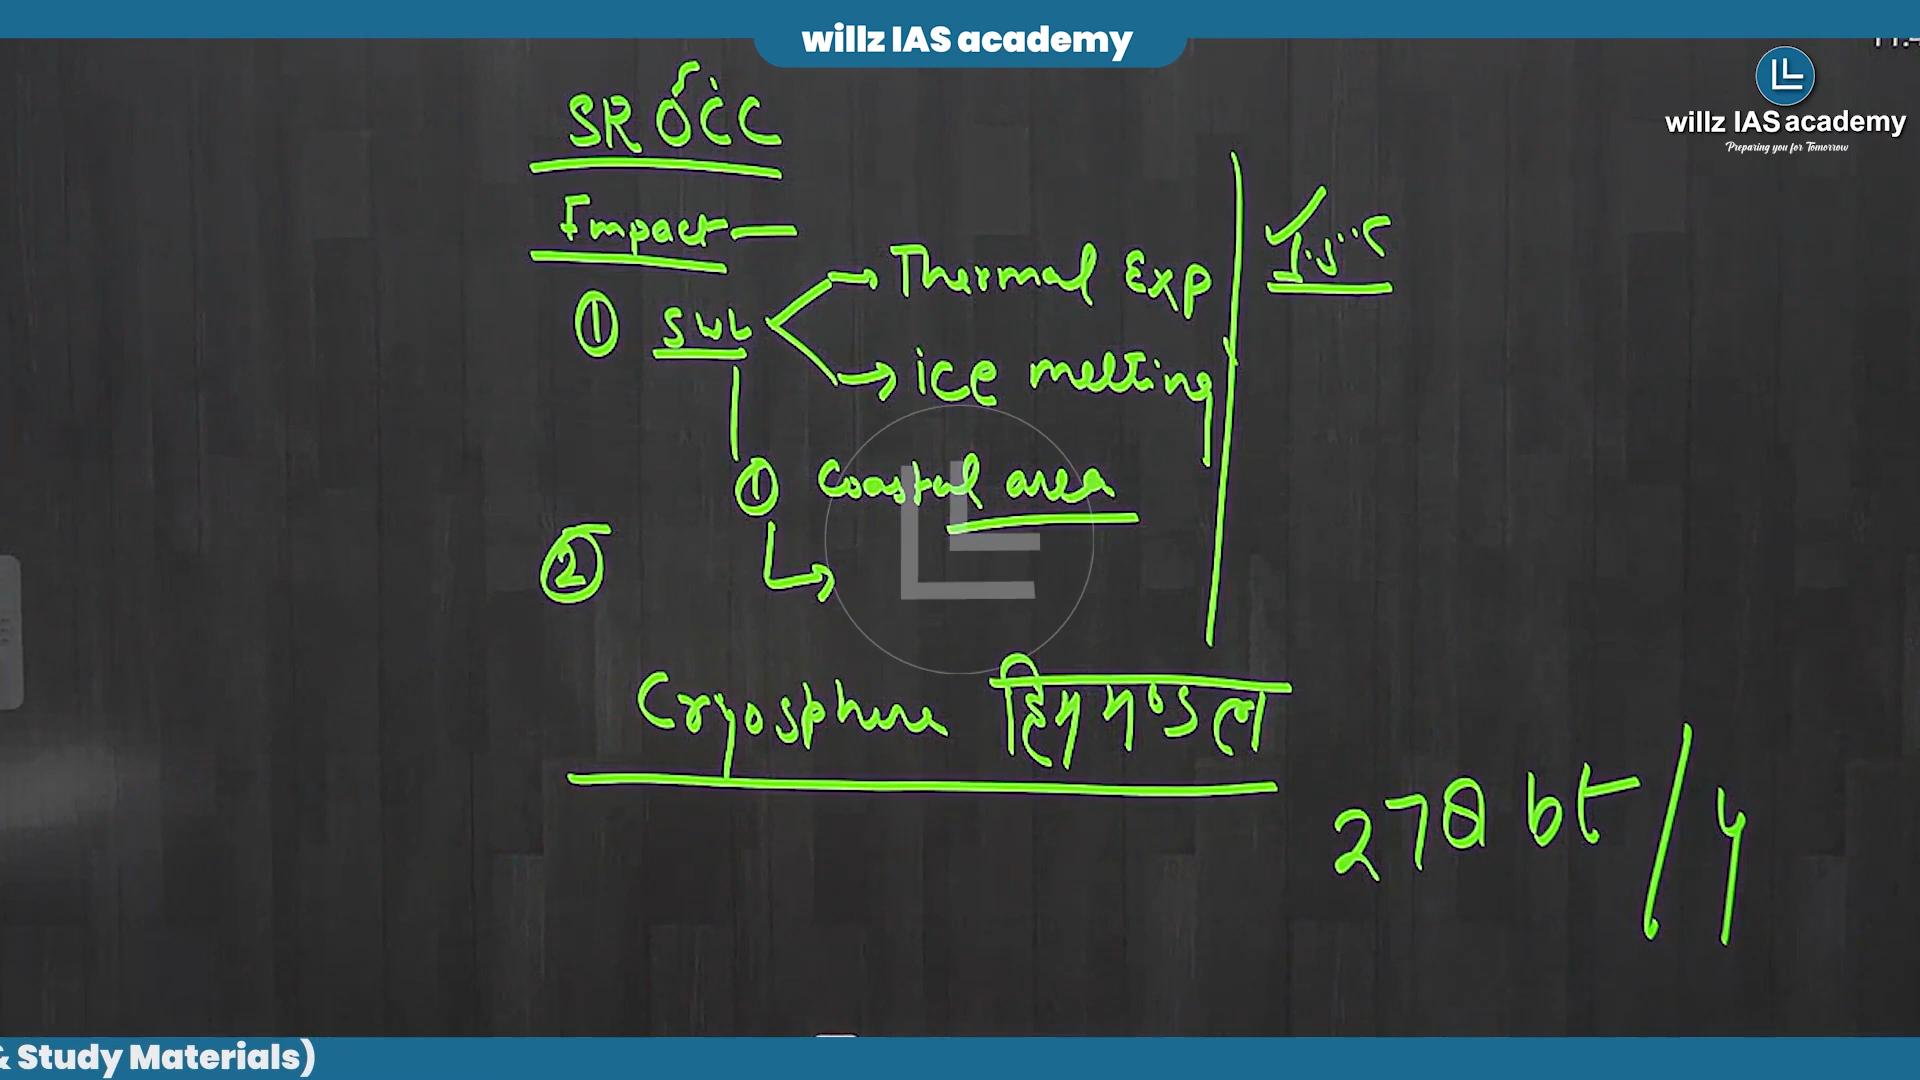 willz IAS academy
willz IAS academy
Preparing you for Tomorrow
SROCC
Impact —
① SWL → Thermal Exp
→ ice melting
① Coastal area
②
Cryosphere हिममण्डल
278 bt / y
& Study Materials)